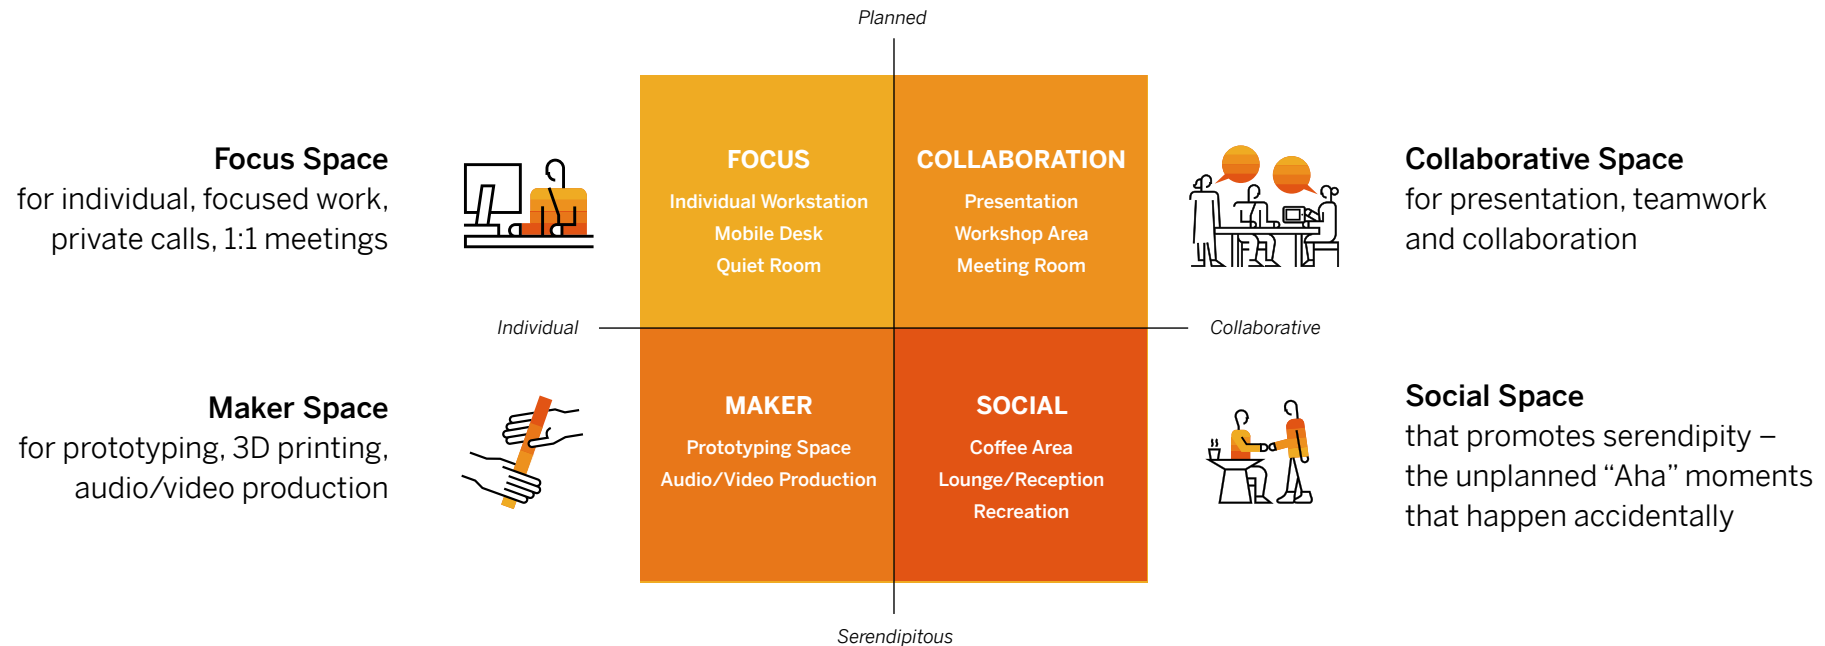 Planned
Focus Space
for individual, focused work,
private calls, 1:1 meetings
FOCUS
Individual Workstation
Mobile Desk
Quiet Room
COLLABORATION
Presentation
Workshop Area
Meeting Room
Collaborative Space
for presentation, teamwork
and collaboration
Individual
Collaborative
Maker Space
for prototyping, 3D printing,
audio/video production
MAKER
Prototyping Space
Audio/Video Production
SOCIAL
Coffee Area
Lounge/Reception
Recreation
Social Space
that promotes serendipity –
the unplanned “Aha” moments
that happen accidentally
Serendipitous